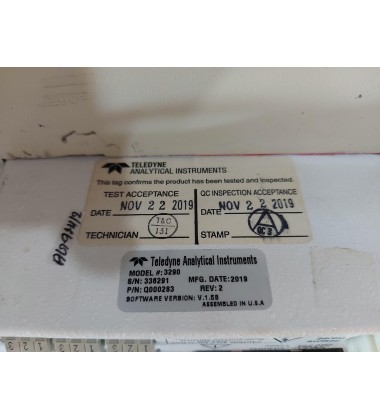 TELEDYNE
ANALYTICAL INSTRUMENTS
This tag confirms the product has been tested and inspected.
TEST ACCEPTANCE
DATE NOV 22 2019
TECHNICIAN T&C 131
QC INSPECTION ACCEPTANCE
DATE NOV 22 2019
STAMP QC 3
Teledyne Analytical Instruments
MODEL #: 3290
S/N: 336291 MFG. DATE: 2019
P/N: Q000283 REV: 2
SOFTWARE VERSION: V.1.58
ASSEMBLED IN U.S.A